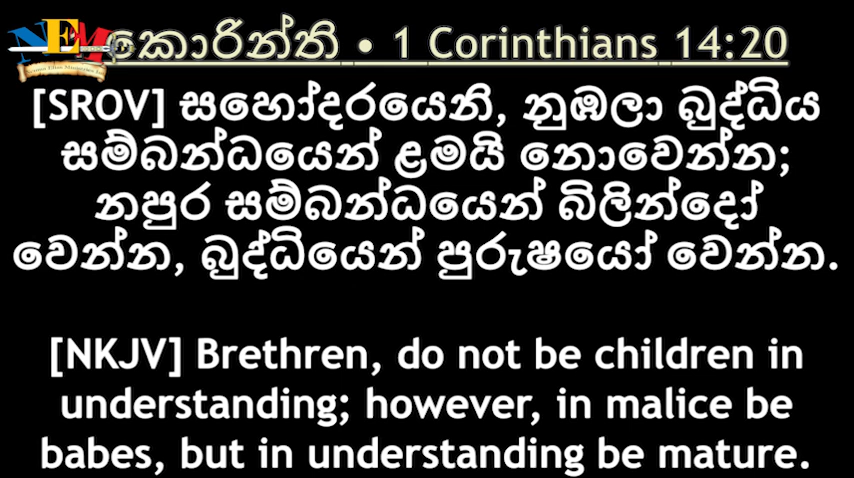 කොරින්ති • 1 Corinthians 14:20
NEM
[SROV] සහෝදරයෙනි, නුඹලා බුද්ධිය
සම්බන්ධයෙන් ළමයි නොවෙන්න;
නපුර සම්බන්ධයෙන් බිලින්දෝ
වෙන්න, බුද්ධියෙන් පුරුෂයෝ වෙන්න.
[NKJV] Brethren, do not be children in
understanding; however, in malice be
babes, but in understanding be mature.